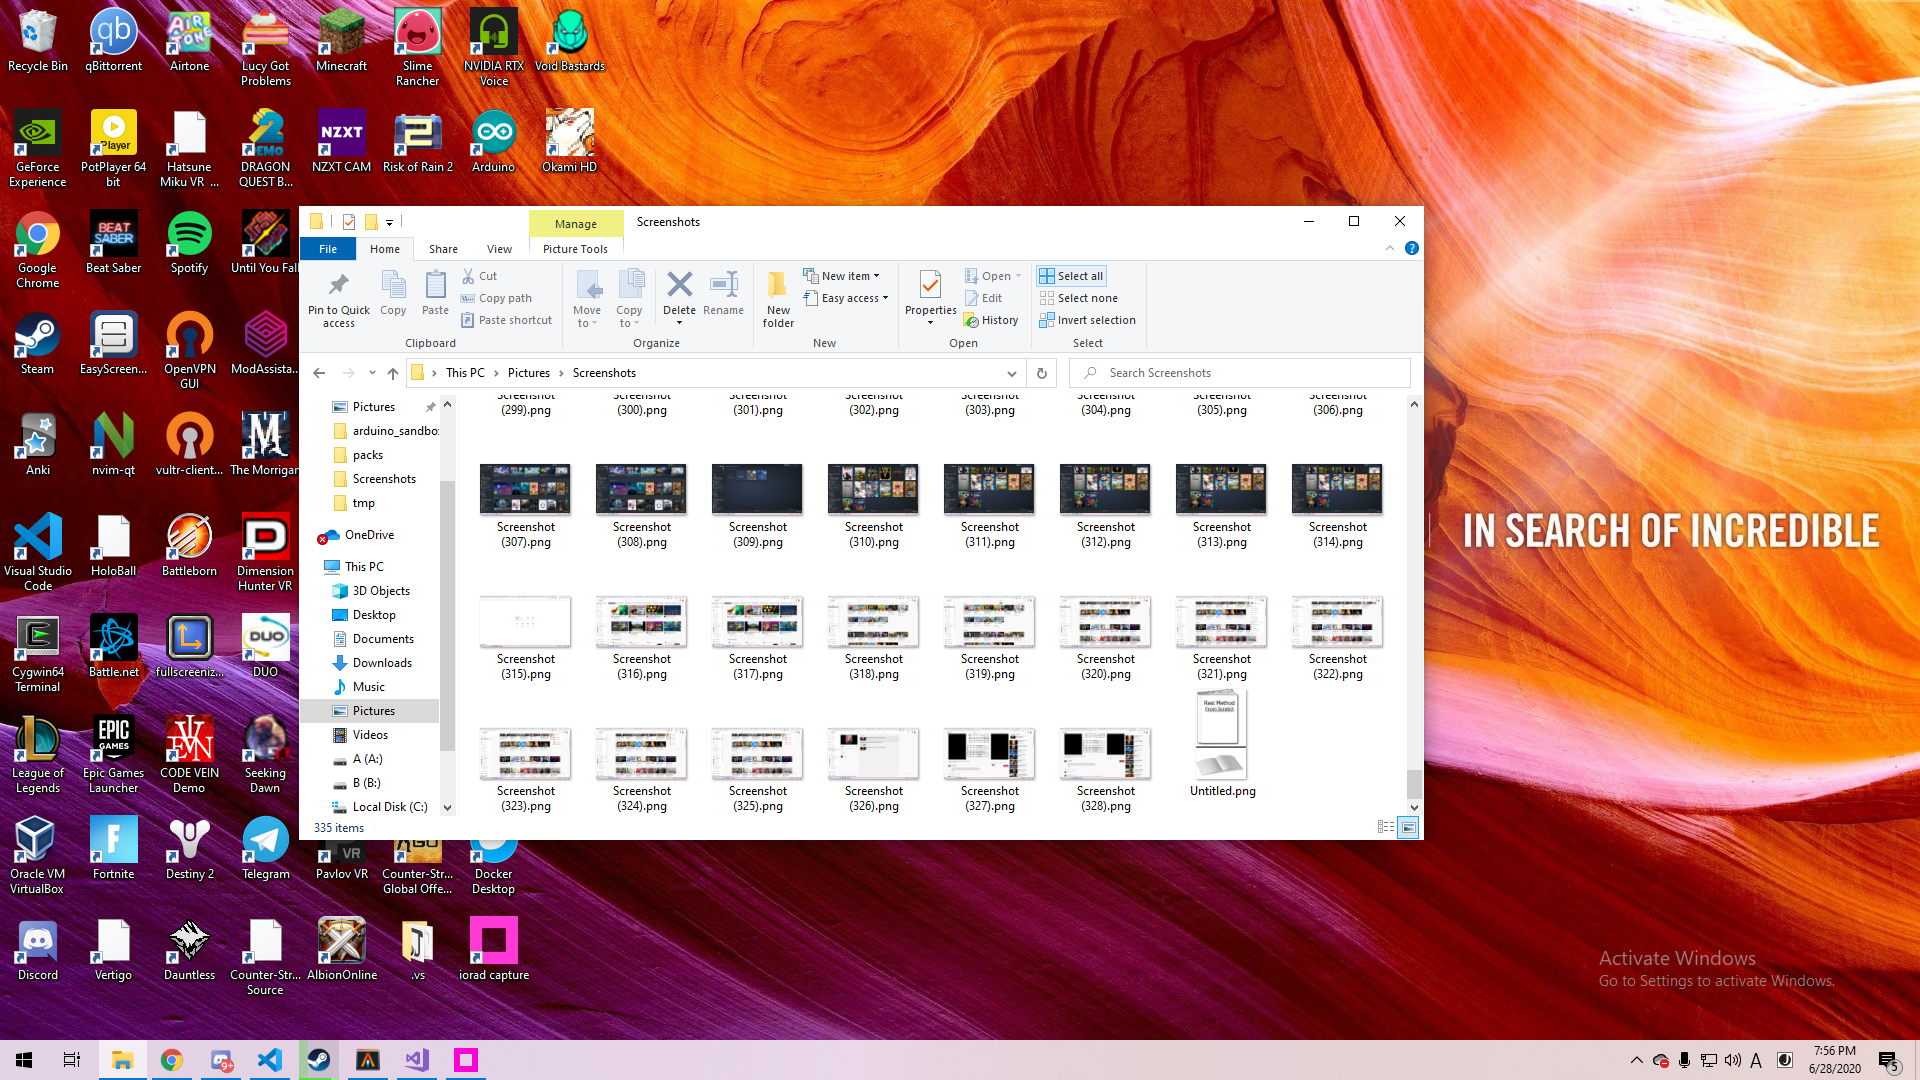 Recycle Bin
qBittorrent
Airtone
Lucy Got
Problems
Minecraft
Slime
Rancher
NVIDIA RTX
Voice
Void Bastards
GeForce
Experience
PotPlayer 64
bit
Hatsune
Miku VR ...
DRAGON
QUEST B...
NZXT CAM
Risk of Rain 2
Arduino
Okami HD
Google
Chrome
Beat Saber
Spotify
Until You Fall
Steam
EasyScreen...
OpenVPN
GUI
ModAssista...
Anki
nvim-qt
vultr-client...
The Morrigan
Visual Studio
Code
HoloBall
Battleborn
Dimension
Hunter VR
Cygwin64
Terminal
Battle.net
fullscreeniz...
DUO
League of
Legends
Epic Games
Launcher
CODE VEIN
Demo
Seeking
Dawn
Oracle VM
VirtualBox
Fortnite
Destiny 2
Telegram
Pavlov VR
Counter-Str...
Global Offe...
Docker
Desktop
Discord
Vertigo
Dauntless
Counter-Str...
Source
AlbionOnline
.vs
iorad capture
Manage
Screenshots
File
Home
Share
View
Picture Tools
Pin to Quick
access
Copy
Paste
Cut
Copy path
Paste shortcut
Clipboard
Move
to
Copy
to
Delete
Rename
Organize
New
folder
New item
Easy access
New
Properties
Open
Edit
History
Open
Select all
Select none
Invert selection
Select
This PC
Pictures
Screenshots
Search Screenshots
Pictures
arduino_sandbo
packs
Screenshots
tmp
OneDrive
This PC
3D Objects
Desktop
Documents
Downloads
Music
Pictures
Videos
A (A:)
B (B:)
Local Disk (C:)
Screenshot
(299).png
Screenshot
(300).png
Screenshot
(301).png
Screenshot
(302).png
Screenshot
(303).png
Screenshot
(304).png
Screenshot
(305).png
Screenshot
(306).png
Screenshot
(307).png
Screenshot
(308).png
Screenshot
(309).png
Screenshot
(310).png
Screenshot
(311).png
Screenshot
(312).png
Screenshot
(313).png
Screenshot
(314).png
Screenshot
(315).png
Screenshot
(316).png
Screenshot
(317).png
Screenshot
(318).png
Screenshot
(319).png
Screenshot
(320).png
Screenshot
(321).png
Screenshot
(322).png
Screenshot
(323).png
Screenshot
(324).png
Screenshot
(325).png
Screenshot
(326).png
Screenshot
(327).png
Screenshot
(328).png
Rest Method
From Scratch
Untitled.png
335 items
IN SEARCH OF INCREDIBLE
Activate Windows
Go to Settings to activate Windows.
9+
A
7:56 PM
6/28/2020
5